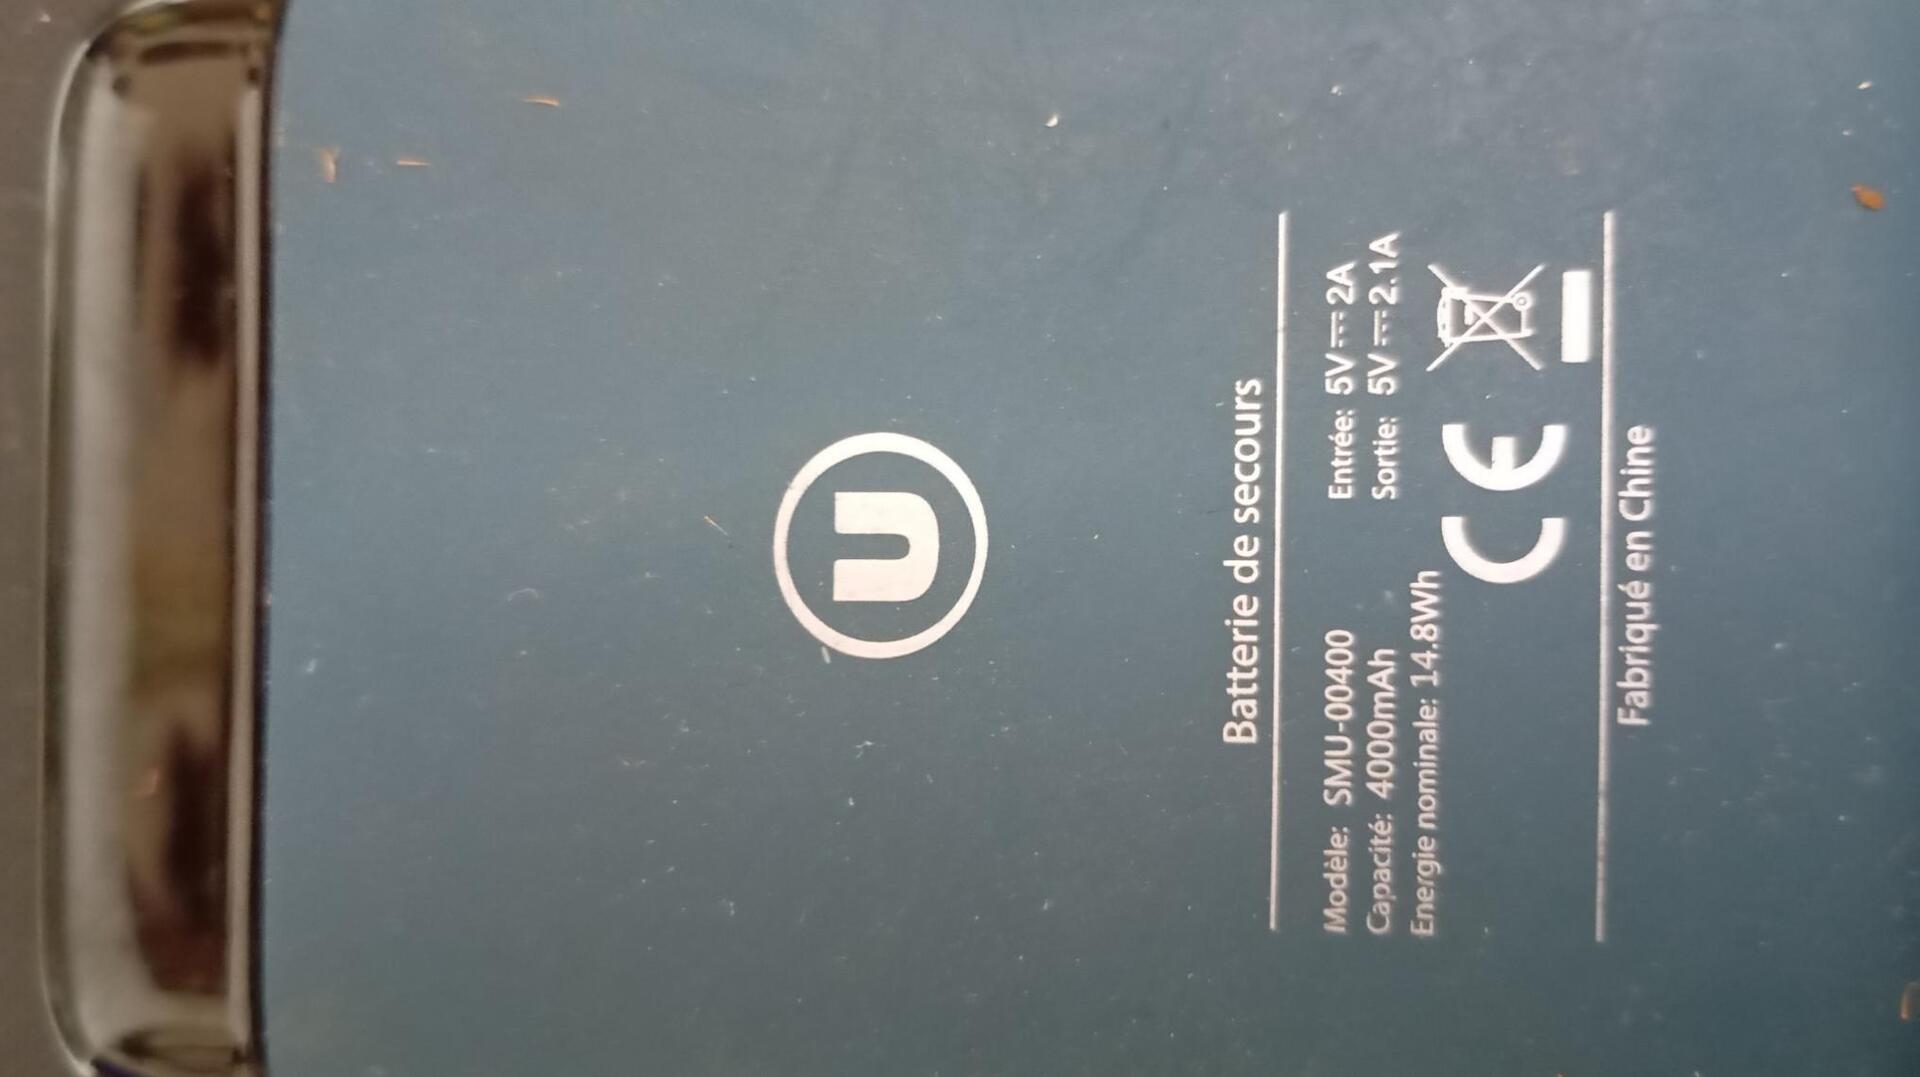 U
Batterie de secours
Modèle: SMU-00400
Entrée: 5V⎓2A
Capacité: 4000mAh
Sortie: 5V⎓2.1A
Energie nominale: 14.8Wh
CE
Fabriqué en Chine